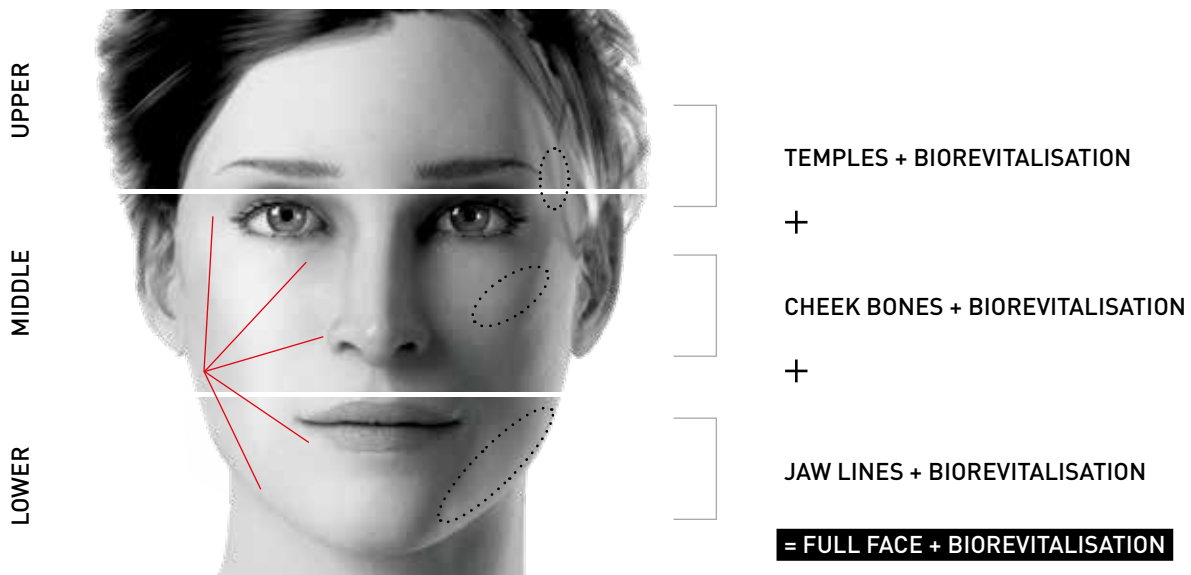 UPPER
TEMPLES + BIOREVITALISATION
+
MIDDLE
CHEEK BONES + BIOREVITALISATION
+
LOWER
JAW LINES + BIOREVITALISATION
= FULL FACE + BIOREVITALISATION